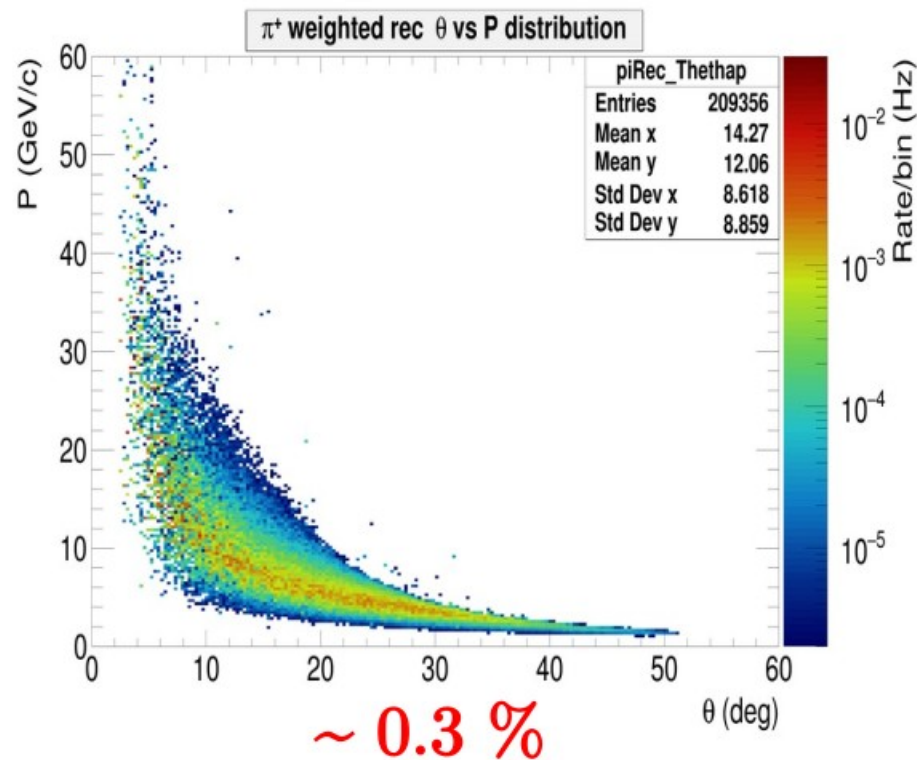 π⁺ weighted rec θ vs P distribution
piRec_Thethap
Entries 209356
Mean x 14.27
Mean y 12.06
Std Dev x 8.618
Std Dev y 8.859
P (GeV/c)
60
50
40
30
20
10
0
0 10 20 30 40 50 60
θ (deg)
10⁻²
10⁻³
10⁻⁴
10⁻⁵
Rate/bin (Hz)
~ 0.3 %